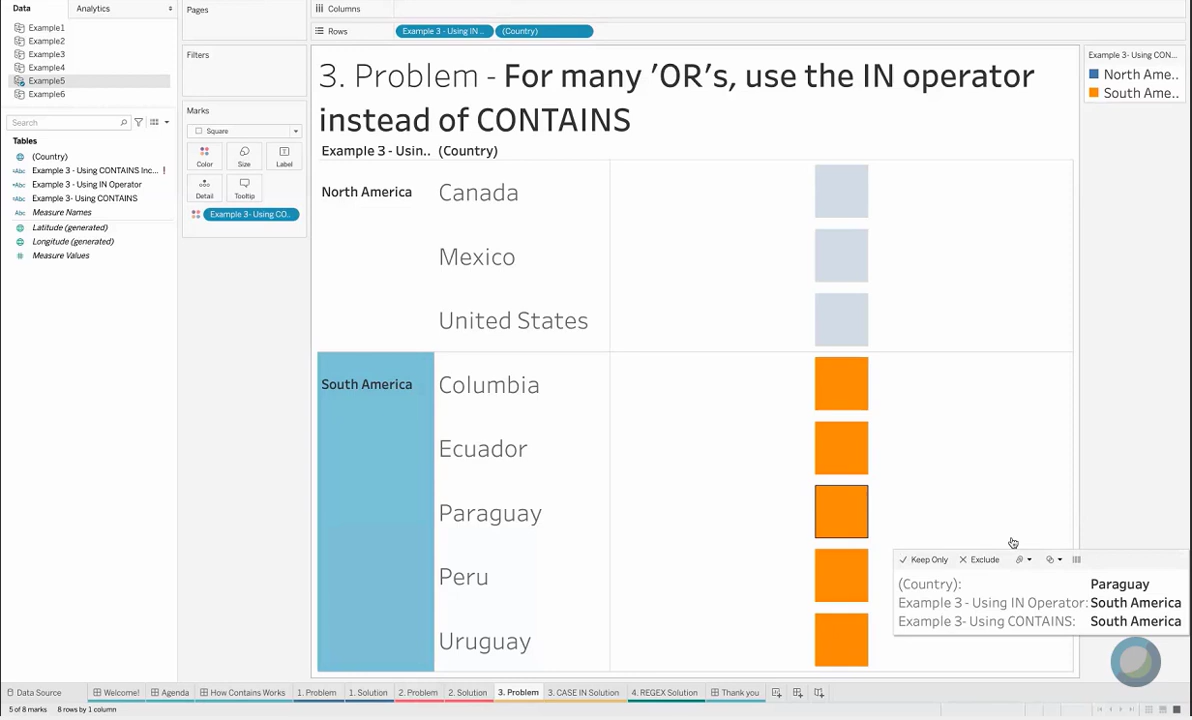 Data
Analytics
Example1
Example2
Example3
Example4
Example5
Example6
Search
Tables
(Country)
Example 3 - Using CONTAINS Inc... !
Example 3 - Using IN Operator
Example 3- Using CONTAINS
Measure Names
Latitude (generated)
Longitude (generated)
Measure Values
Pages
Filters
Marks
Square
Color
Size
Label
Detail
Tooltip
Example 3- Using CO..
Columns
Rows
Example 3 - Using IN ..
(Country)
3. Problem - For many 'OR's, use the IN operator
instead of CONTAINS
Example 3 - Usin.. (Country)
North America
Canada
Mexico
United States
South America
Columbia
Ecuador
Paraguay
Peru
Uruguay
Example 3- Using CON...
North Ame..
South Ame..
Keep Only
Exclude
(Country): Paraguay
Example 3 - Using IN Operator: South America
Example 3- Using CONTAINS: South America
Data Source
Welcome!
Agenda
How Contains Works
1. Problem
1. Solution
2. Problem
2. Solution
3. Problem
3. CASE IN Solution
4. REGEX Solution
Thank you
5 of 8 marks
8 rows by 1 column